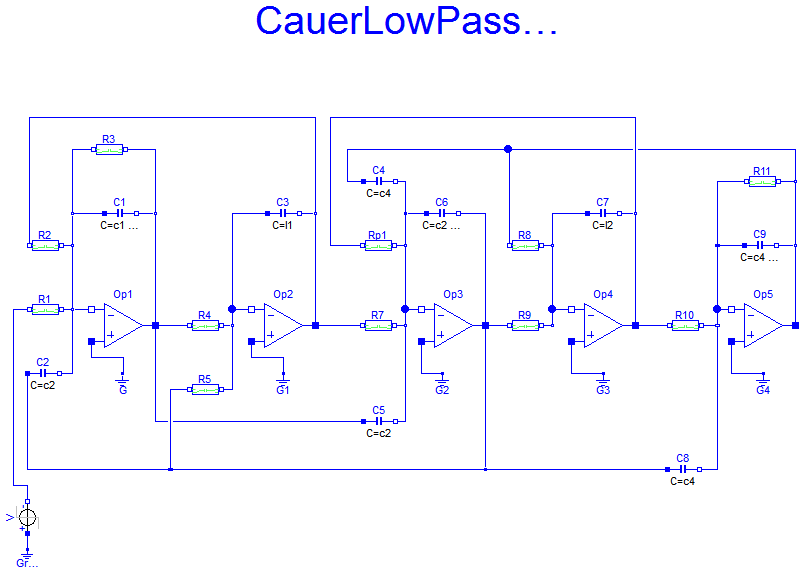 CauerLowPass...
R3
C1
C=c1 ...
C3
C=l1
C4
C=c4
C6
C=c2 ...
C7
C=l2
R11
C9
C=c4 ...
R2
Rp1
R8
R1
Op1
Op2
Op3
Op4
Op5
R4
R7
R9
R10
C2
C=c2
G
R5
G1
G2
G3
G4
C5
C=c2
C8
C=c4
V
- 
+
Gr...